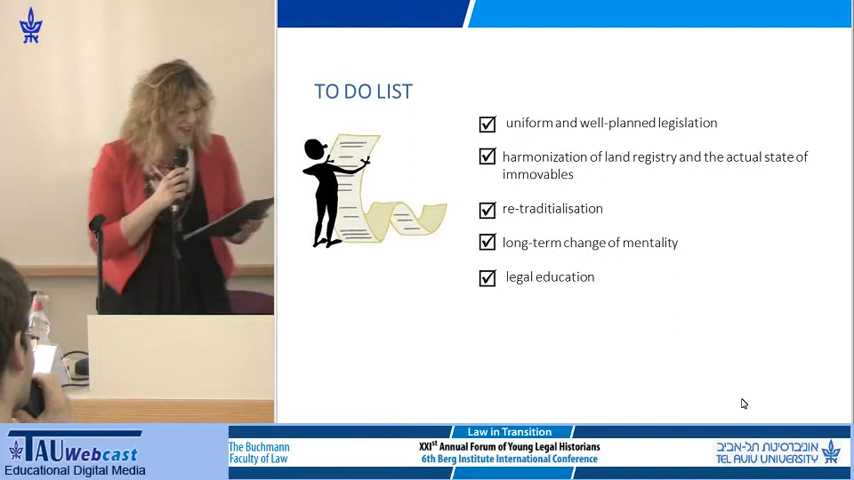 TO DO LIST
uniform and well-planned legislation
harmonization of land registry and the actual state of
immovables
re-traditialisation
long-term change of mentality
legal education
TAU Webcast
Educational Digital Media
The Buchmann
Faculty of Law
Law in Transition
XXIst Annual Forum of Young Legal Historians
6th Berg Institute International Conference
אוניברסיטת תל-אביב
TEL AVIV UNIVERSITY